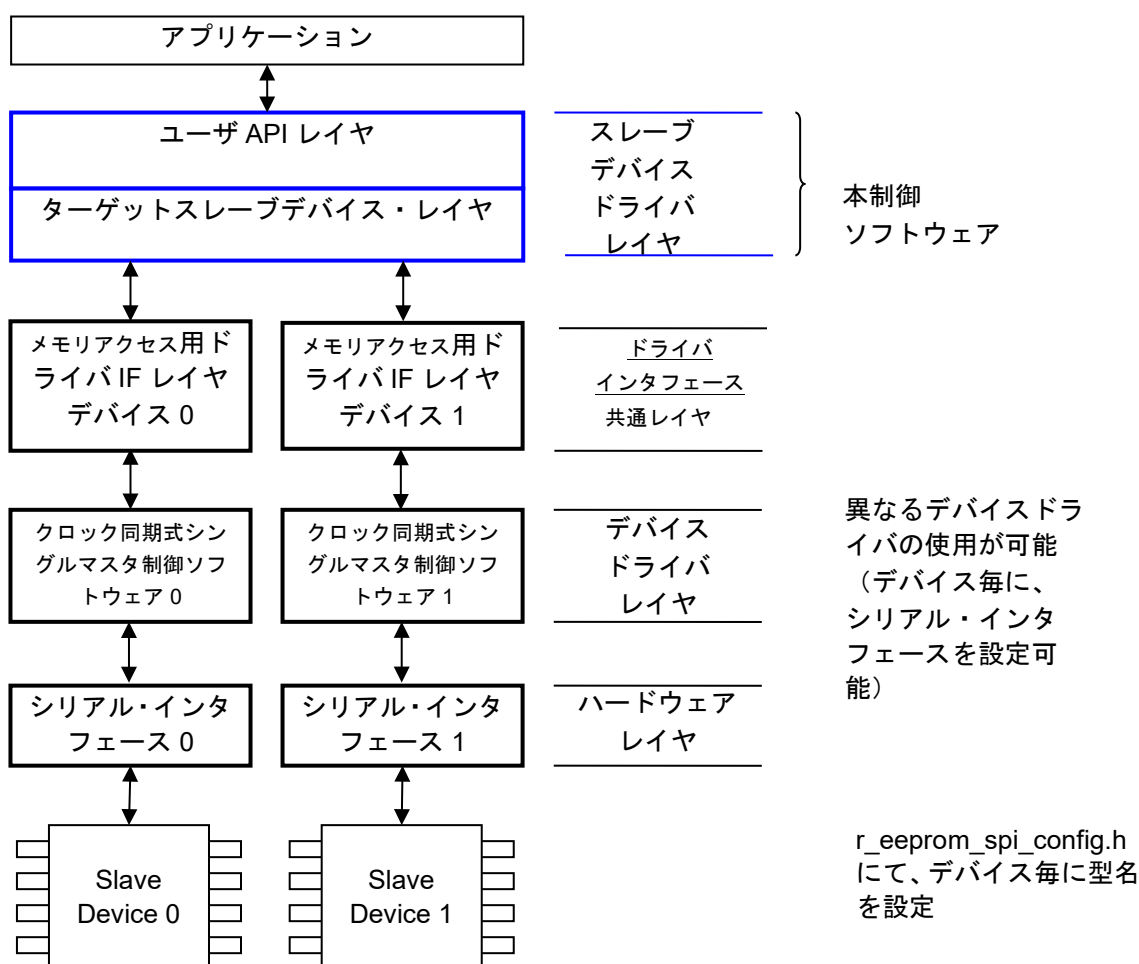 アプリケーション
ユーザ API レイヤ
ターゲットスレーブデバイス・レイヤ
スレーブ
デバイス
ドライバ
レイヤ
本制御
ソフトウェア
メモリアクセス用ド
ライバ IF レイヤ
デバイス 0
メモリアクセス用ド
ライバ IF レイヤ
デバイス 1
ドライバ
インタフェース
共通レイヤ
クロック同期式シン
グルマスタ制御ソフ
トウェア 0
クロック同期式シン
グルマスタ制御ソフ
トウェア 1
デバイス
ドライバ
レイヤ
異なるデバイスドラ
イバの使用が可能
（デバイス毎に、
シリアル・インタ
フェースを設定可
能）
シリアル・インタ
フェース 0
シリアル・インタ
フェース 1
ハードウェア
レイヤ
Slave
Device 0
Slave
Device 1
r_eeprom_spi_config.h
にて、デバイス毎に型名
を設定